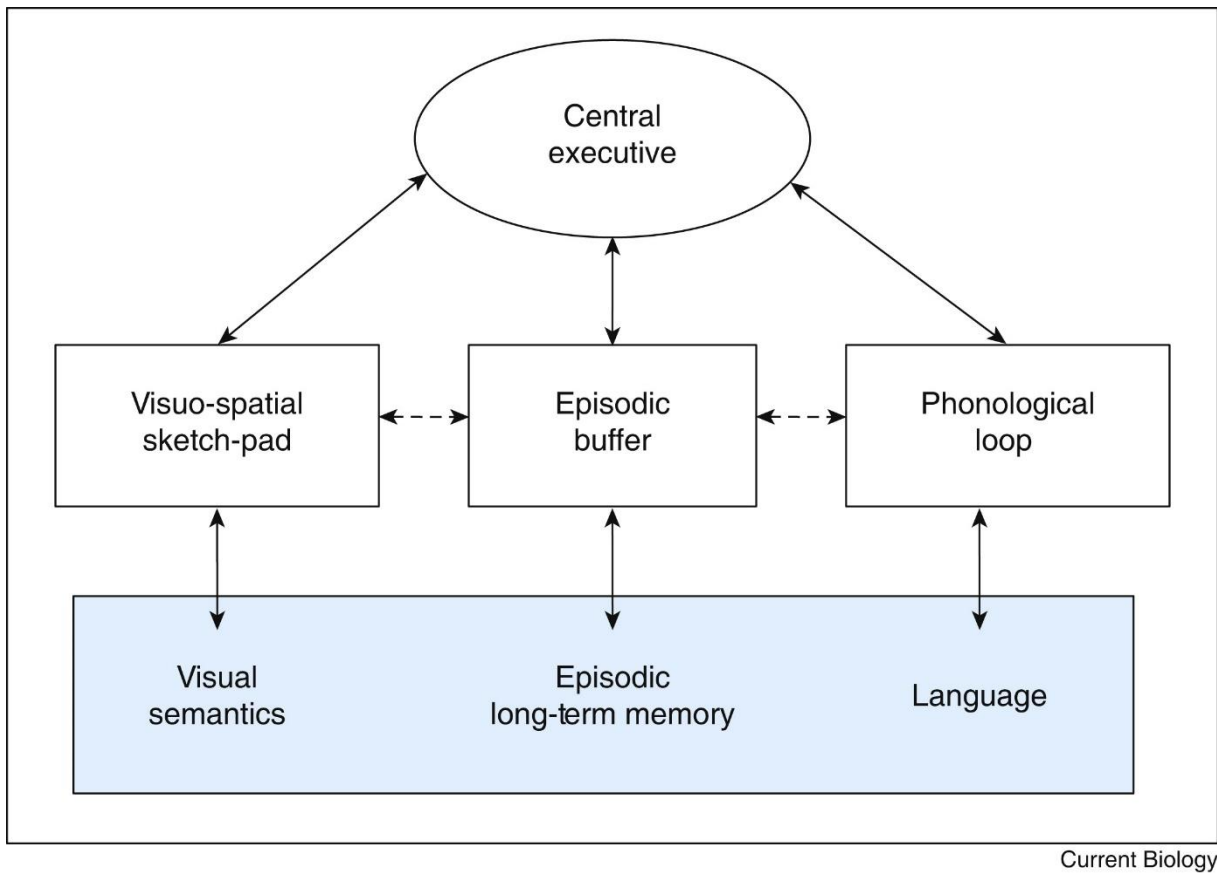 Central
executive
Visuo-spatial
sketch-pad
Episodic
buffer
Phonological
loop
Visual
semantics
Episodic
long-term memory
Language
Current Biology